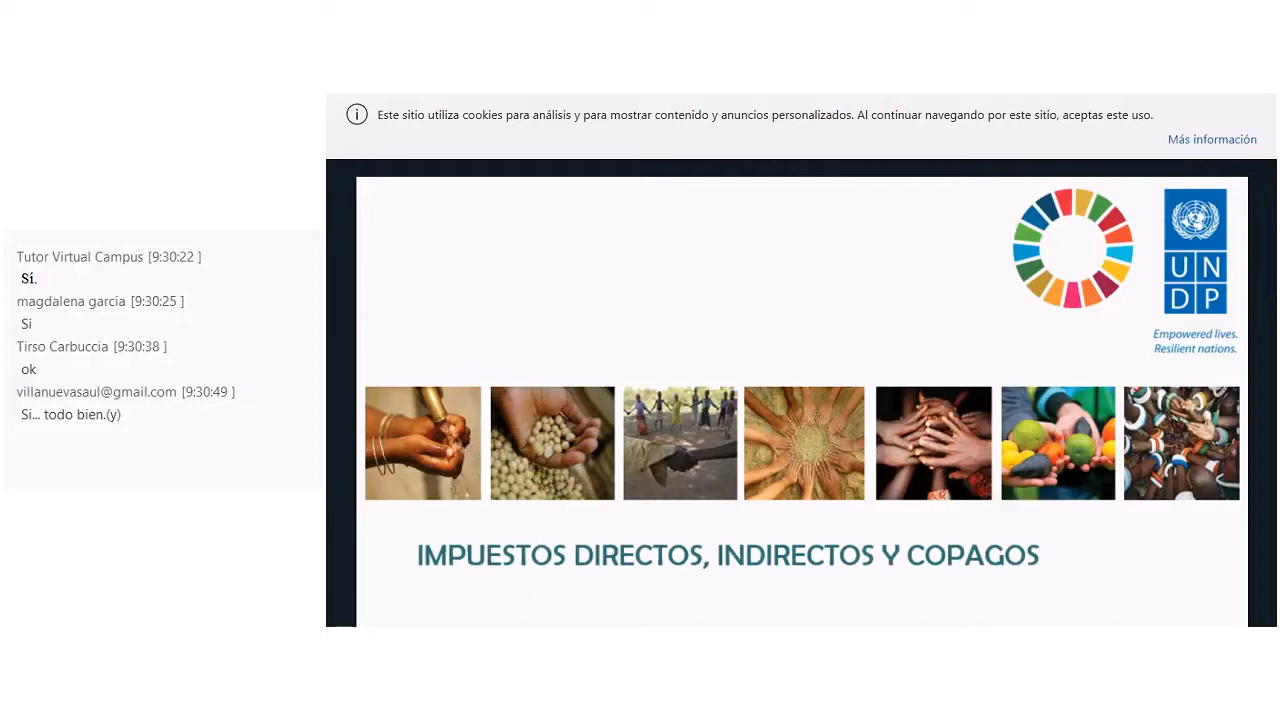 Tutor Virtual Campus [9:30:22 ]
Sí.
magdalena garcia [9:30:25 ]
Si
Tirso Carbuccia [9:30:38 ]
ok
villanuevasaul@gmail.com [9:30:49 ]
Sí... todo bien.(y)
Este sitio utiliza cookies para análisis y para mostrar contenido y anuncios personalizados. Al continuar navegando por este sitio, aceptas este uso.
Más información
U N
D P
Empowered lives.
Resilient nations.
IMPUESTOS DIRECTOS, INDIRECTOS Y COPAGOS